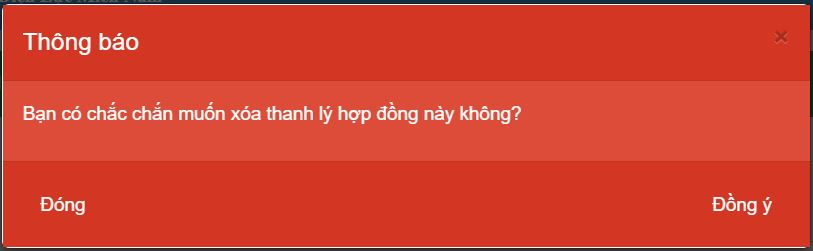 Thông báo
×
Bạn có chắc chắn muốn xóa thanh lý hợp đồng này không?
Đóng
Đồng ý